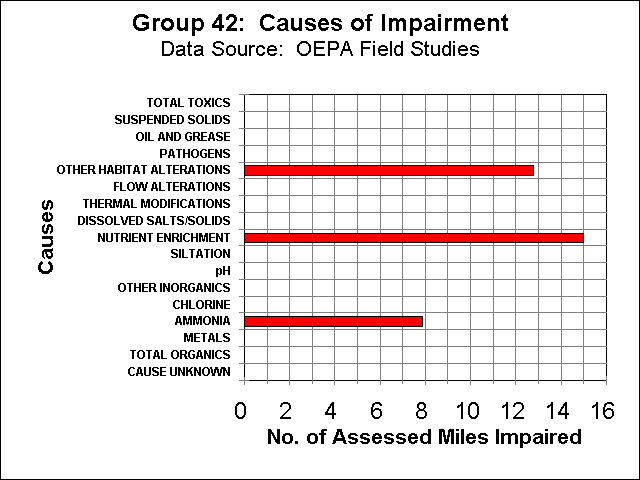 Group 42:  Causes of Impairment
Data Source:  OEPA Field Studies
Causes
TOTAL TOXICS
SUSPENDED SOLIDS
OIL AND GREASE
PATHOGENS
OTHER HABITAT ALTERATIONS
FLOW ALTERATIONS
THERMAL MODIFICATIONS
DISSOLVED SALTS/SOLIDS
NUTRIENT ENRICHMENT
SILTATION
pH
OTHER INORGANICS
CHLORINE
AMMONIA
METALS
TOTAL ORGANICS
CAUSE UNKNOWN
0 2 4 6 8 10 12 14 16
No. of Assessed Miles Impaired